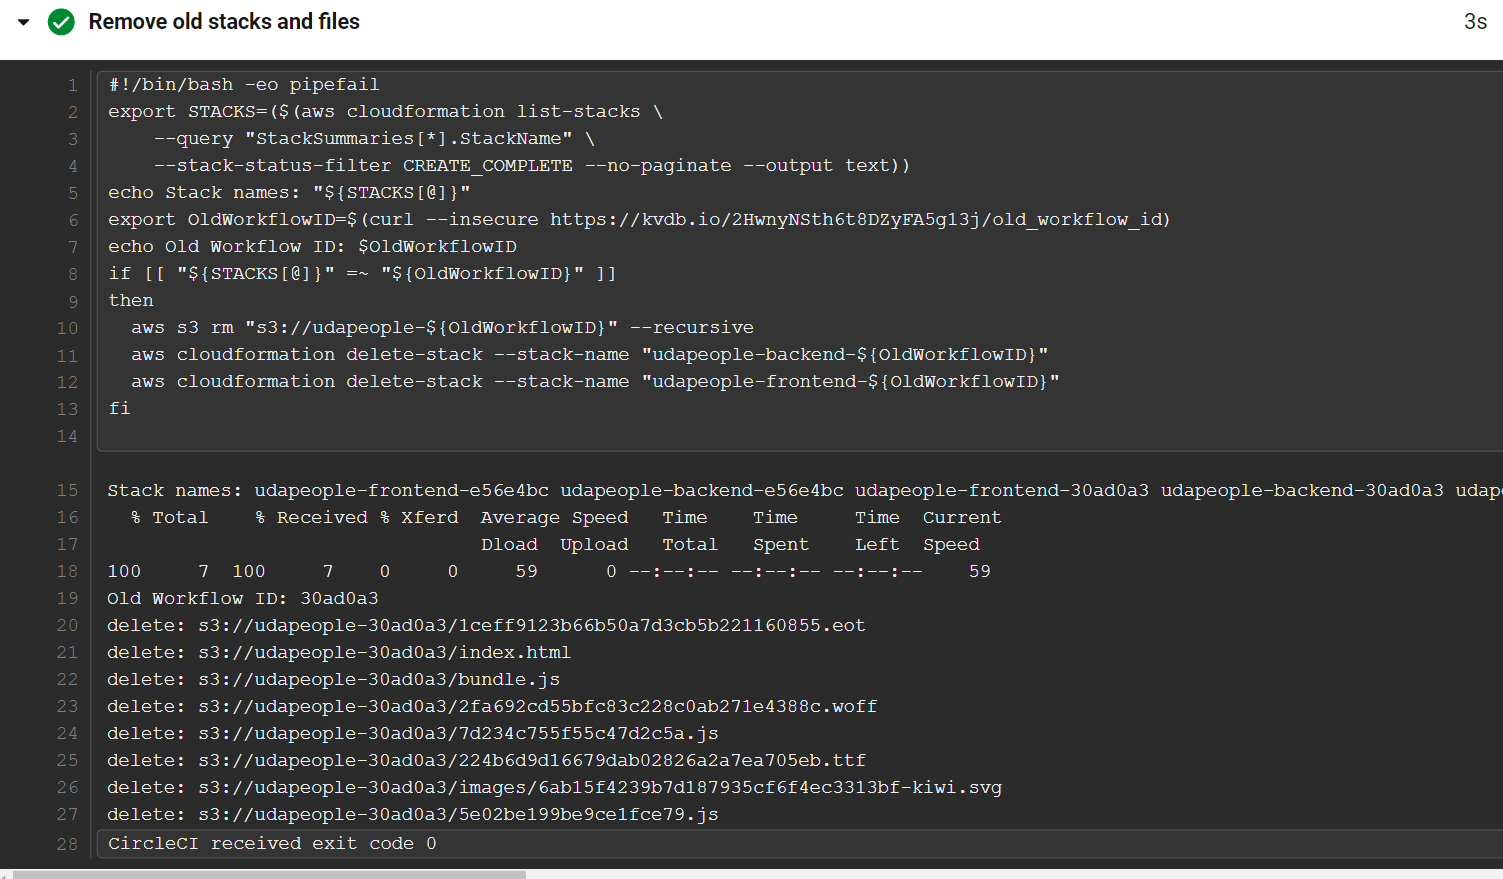 Remove old stacks and files 3s
1 #!/bin/bash -eo pipefail
2 export STACKS=($(aws cloudformation list-stacks \
3     --query "StackSummaries[*].StackName" \
4     --stack-status-filter CREATE_COMPLETE --no-paginate --output text))
5 echo Stack names: "${STACKS[@]}"
6 export OldWorkflowID=$(curl --insecure https://kvdb.io/2HwnyNSth6t8DZyFA5g13j/old_workflow_id)
7 echo Old Workflow ID: $OldWorkflowID
8 if [[ "${STACKS[@]}" =~ "${OldWorkflowID}" ]]
9 then
10   aws s3 rm "s3://udapeople-${OldWorkflowID}" --recursive
11   aws cloudformation delete-stack --stack-name "udapeople-backend-${OldWorkflowID}"
12   aws cloudformation delete-stack --stack-name "udapeople-frontend-${OldWorkflowID}"
13 fi
14
15 Stack names: udapeople-frontend-e56e4bc udapeople-backend-e56e4bc udapeople-frontend-30ad0a3 udapeople-backend-30ad0a3 udap
16   % Total    % Received % Xferd  Average Speed   Time    Time     Time  Current
17                                  Dload  Upload   Total   Spent    Left  Speed
18 100     7  100     7    0     0     59      0 --:--:-- --:--:-- --:--:--    59
19 Old Workflow ID: 30ad0a3
20 delete: s3://udapeople-30ad0a3/1ceff9123b66b50a7d3cb5b221160855.eot
21 delete: s3://udapeople-30ad0a3/index.html
22 delete: s3://udapeople-30ad0a3/bundle.js
23 delete: s3://udapeople-30ad0a3/2fa692cd55bfc83c228c0ab271e4388c.woff
24 delete: s3://udapeople-30ad0a3/7d234c755f55c47d2c5a.js
25 delete: s3://udapeople-30ad0a3/224b6d9d16679dab02826a2a7ea705eb.ttf
26 delete: s3://udapeople-30ad0a3/images/6ab15f4239b7d187935cf6f4ec3313bf-kiwi.svg
27 delete: s3://udapeople-30ad0a3/5e02be199be9ce1fce79.js
28 CircleCI received exit code 0